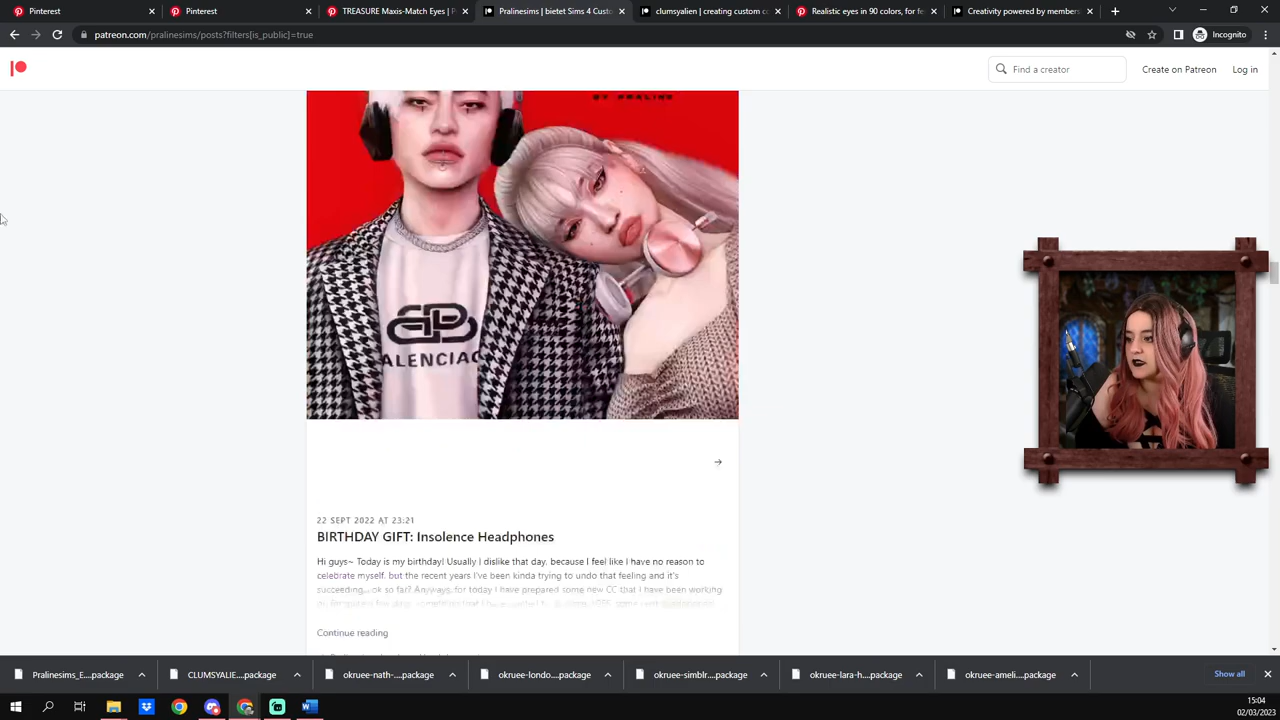 Pinterest
Pinterest
TREASURE Maxis-Match Eyes | P
Pralinesims | bietet Sims 4 Custo
clumsyalien | creating custom co
Realistic eyes in 90 colors, for fe
Creativity powered by members
patreon.com/pralinesims/posts?filters[is_public]=true
Incognito
Find a creator
Create on Patreon
Log in
BY PRALINE
ALENCIAG
22 SEPT 2022 AT 23:21
BIRTHDAY GIFT: Insolence Headphones
Hi guys~ Today is my birthday! Usually I dislike that day, because I feel like I have no reason to
celebrate myself, but the recent years I've been kinda trying to undo that feeling and it's
succeeding,, ok so far? Anyways, for today I have prepared some new CC that I have been working
Continue reading
Pralinesims_E....package
CLUMSYALIE....package
okruee-nath-....package
okruee-londo....package
okruee-simblr....package
okruee-lara-h....package
okruee-ameli....package
Show all
15:04
02/03/2023